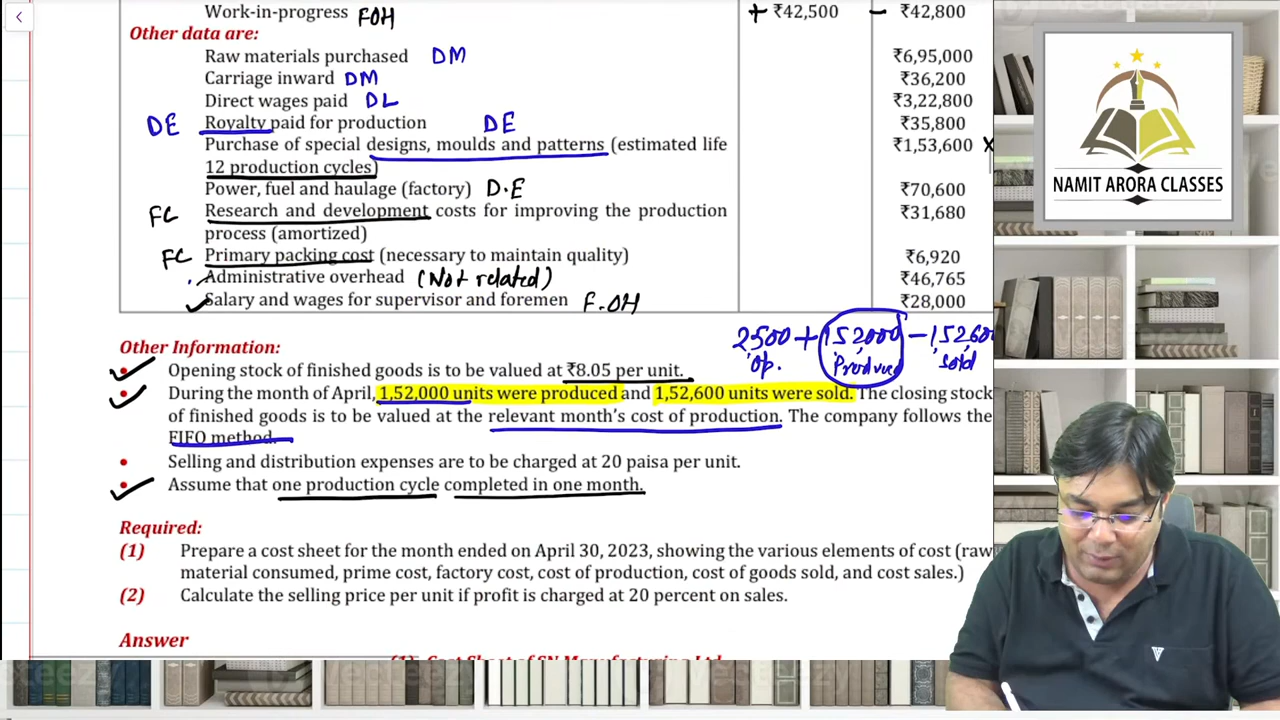 Work-in-progress FOH + ₹42,500 – ₹42,800
Other data are:
Raw materials purchased DM ₹6,95,000
Carriage inward DM ₹36,200
Direct wages paid DL ₹3,22,800
DE Royalty paid for production DE ₹35,800
Purchase of special designs, moulds and patterns (estimated life ₹1,53,600 x
12 production cycles)
Power, fuel and haulage (factory) D.E ₹70,600
FC Research and development costs for improving the production ₹31,680
process (amortized)
FC Primary packing cost (necessary to maintain quality) ₹6,920
Administrative overhead (Not related) ₹46,765
Salary and wages for supervisor and foremen F.OH ₹28,000
2,500 + 152,000 – 152,600
Op. Produced Sold
Other Information:
• Opening stock of finished goods is to be valued at ₹8.05 per unit.
• During the month of April, 1,52,000 units were produced and 1,52,600 units were sold. The closing stock
of finished goods is to be valued at the relevant month's cost of production. The company follows the
FIFO method.
• Selling and distribution expenses are to be charged at 20 paisa per unit.
• Assume that one production cycle completed in one month.
Required:
(1) Prepare a cost sheet for the month ended on April 30, 2023, showing the various elements of cost (raw
material consumed, prime cost, factory cost, cost of production, cost of goods sold, and cost sales.)
(2) Calculate the selling price per unit if profit is charged at 20 percent on sales.
Answer
NAMIT ARORA CLASSES